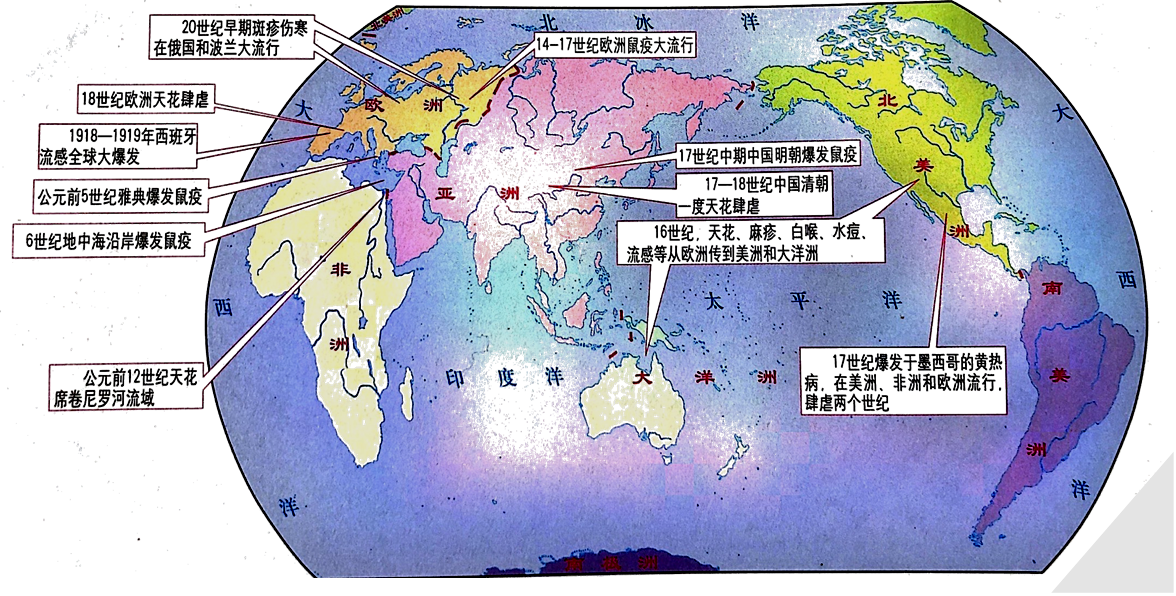 北美洲
北 冰 洋
20世纪早期斑疹伤寒
在俄国和波兰大流行
14—17世纪欧洲鼠疫大流行
18世纪欧洲天花肆虐
大
欧 洲
北
大
1918—1919年西班牙
流感全球大爆发
17世纪中期中国明朝爆发鼠疫
美
公元前5世纪雅典爆发鼠疫
亚 洲
17—18世纪中国清朝
一度天花肆虐
6世纪地中海沿岸爆发鼠疫
16世纪，天花、麻疹、白喉、水痘、
流感等从欧洲传到美洲和大洋洲
洲
非
西
太 平 洋
南
西
洲
公元前12世纪天花
席卷尼罗河流域
印 度 洋
大 洋 洲
17世纪爆发于墨西哥的黄热
病，在美洲、非洲和欧洲流行，
肆虐两个世纪
美
洲
洋
洋
南 极 洲